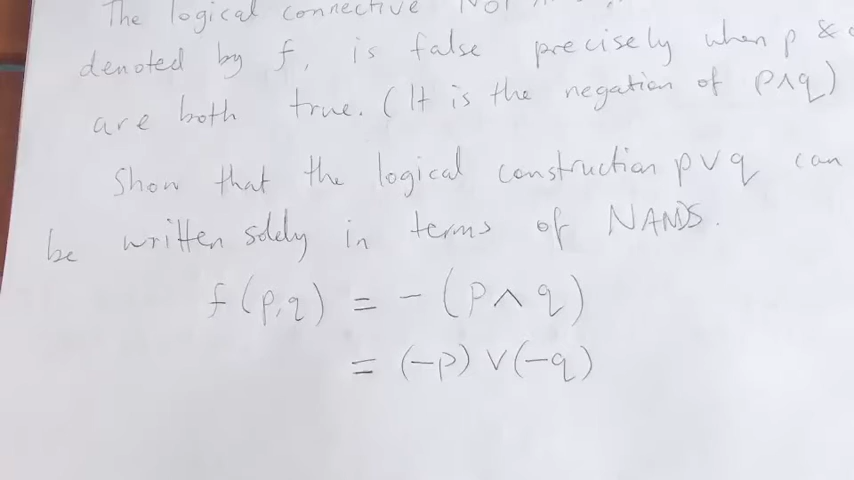 The logical connective
denoted by f, is false precisely when p &
are both true. (It is the negation of p∧q)
Show that the logical construction p∨q can
be written solely in terms of NANDS.
f(p,q) = -(p∧q)
= (-p)∨(-q)